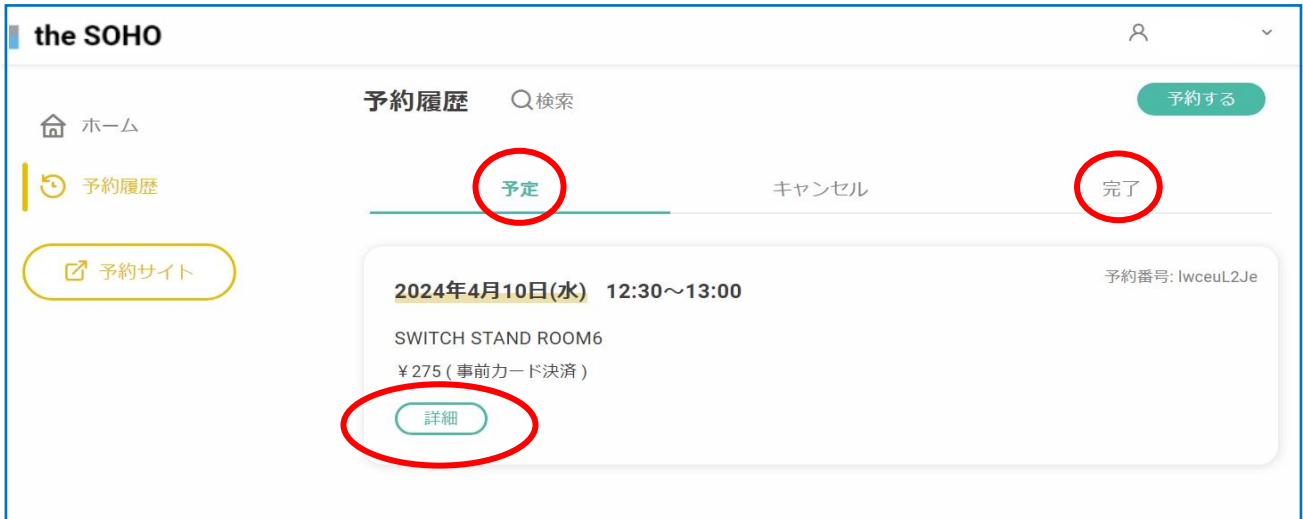 the SOHO
ホーム
予約履歴
予約サイト
予約履歴 検索 予約する
予定 キャンセル 完了
2024年4月10日(水) 12:30～13:00 予約番号: lwceuL2Je
SWITCH STAND ROOM6
￥275 ( 事前カード決済 )
詳細